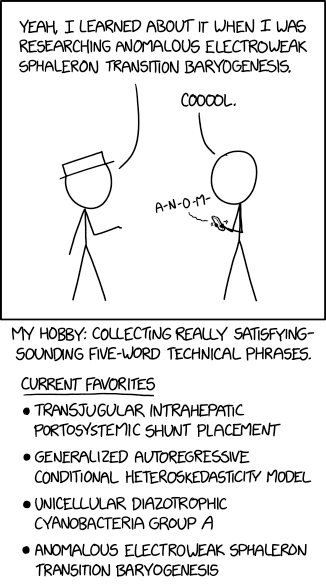 YEAH, I LEARNED ABOUT IT WHEN I WAS
RESEARCHING ANOMALOUS ELECTROWEAK
SPHALERON TRANSITION BARYOGENESIS.
COOOOL.
A-N-O-M-
MY HOBBY: COLLECTING REALLY SATISFYING-
SOUNDING FIVE-WORD TECHNICAL PHRASES.
CURRENT FAVORITES
• TRANSJUGULAR INTRAHEPATIC
PORTOSYSTEMIC SHUNT PLACEMENT
• GENERALIZED AUTOREGRESSIVE
CONDITIONAL HETEROSKEDASTICITY MODEL
• UNICELLULAR DIAZOTROPHIC
CYANOBACTERIA GROUP A
• ANOMALOUS ELECTROWEAK SPHALERON
TRANSITION BARYOGENESIS